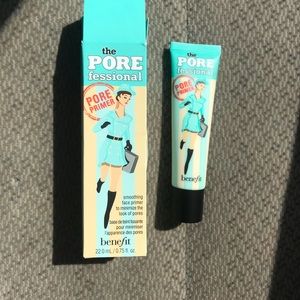 the
PORE
fessional
PORE
PRIMER
smoothing
face primer
to minimize the
look of pores
base de teint lissante
pour minimiser
l'apparence des pores
benefit
22.0 mL / 0.75 fl. oz.
the
PORE
fessional
PORE
PRIMER
benefit